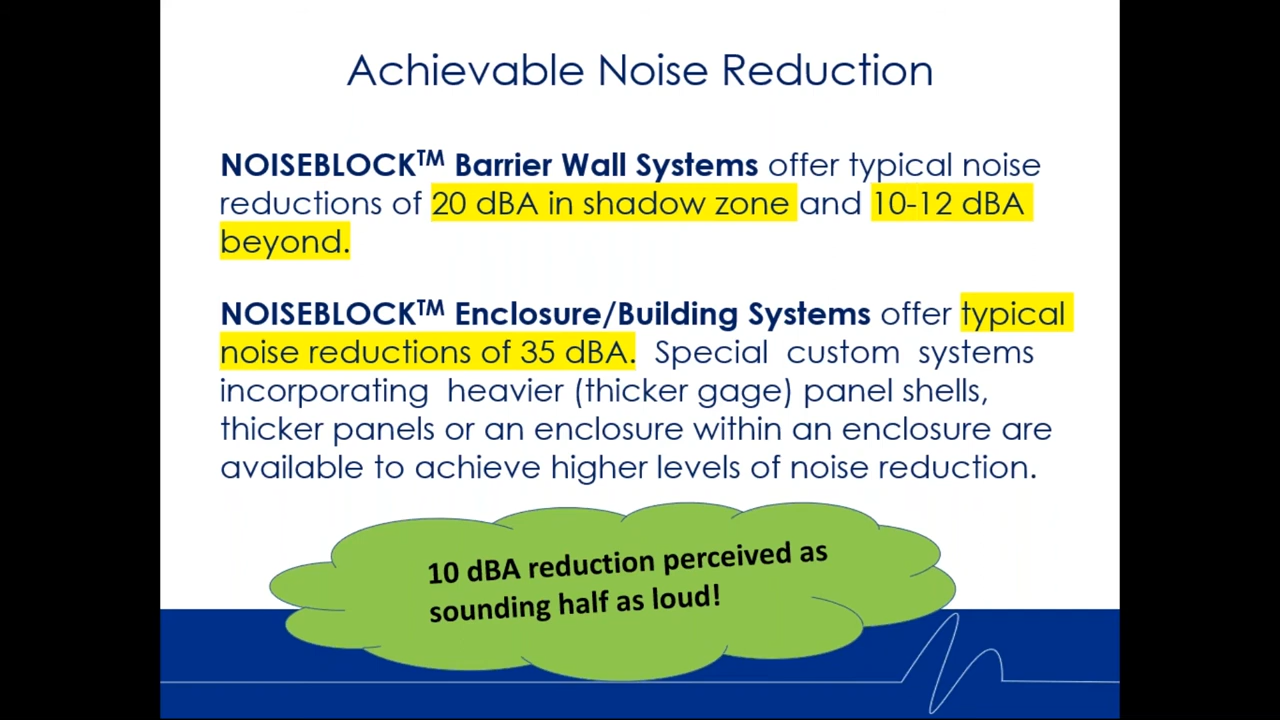 Achievable Noise Reduction
NOISEBLOCK™ Barrier Wall Systems offer typical noise
reductions of 20 dBA in shadow zone and 10-12 dBA
beyond.
NOISEBLOCK™ Enclosure/Building Systems offer typical
noise reductions of 35 dBA. Special custom systems
incorporating heavier (thicker gage) panel shells,
thicker panels or an enclosure within an enclosure are
available to achieve higher levels of noise reduction.
10 dBA reduction perceived as
sounding half as loud!